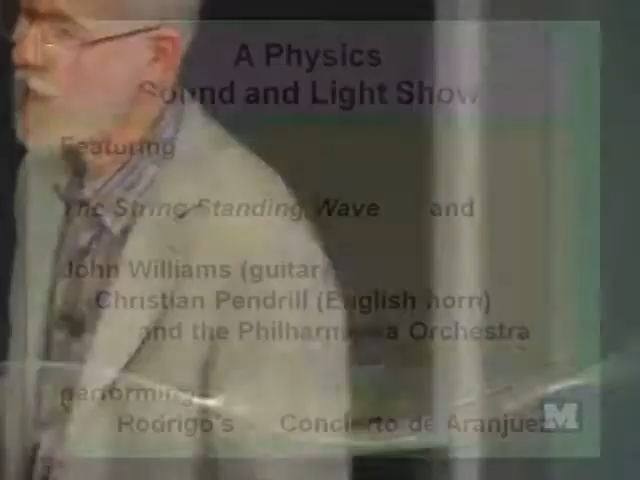 A Physics
Sound and Light Show
Featuring
The String Standing Wave and
John Williams (guitar
Christian Pendrill (English horn)
and the Philharmonia Orchestra
performing
Rodrigo's Concierto de Aranjuez
M